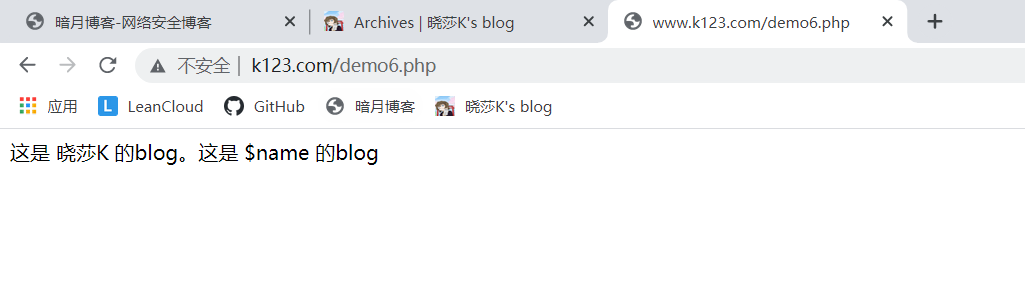 暗月博客-网络安全博客 Archives | 晓莎K's blog www.k123.com/demo6.php
不安全 | k123.com/demo6.php
应用 LeanCloud GitHub 暗月博客 晓莎K's blog
这是 晓莎K 的blog。这是 $name 的blog